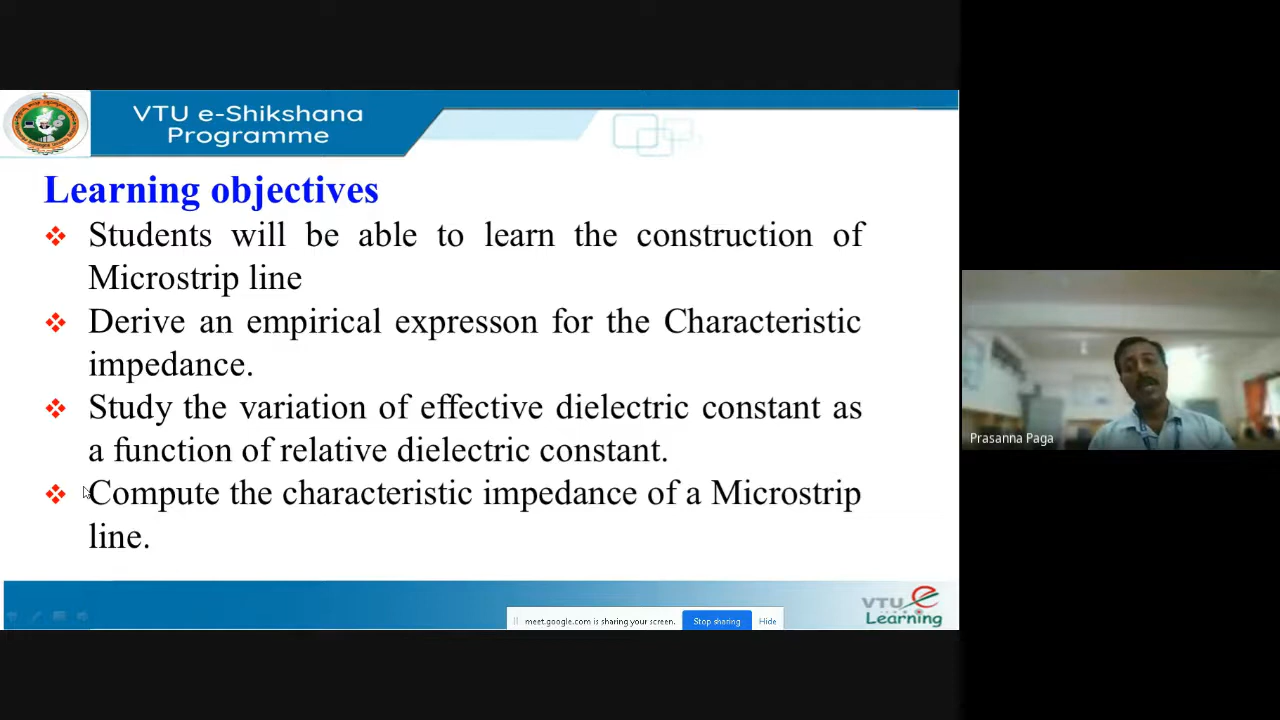 VTU e-Shikshana
Programme
Learning objectives
Students will be able to learn the construction of
Microstrip line
Derive an empirical expresson for the Characteristic
impedance.
Study the variation of effective dielectric constant as
a function of relative dielectric constant.
Compute the characteristic impedance of a Microstrip
line.
Prasanna Paga
meet.google.com is sharing your screen.
Stop sharing
Hide
VTU e
Learning